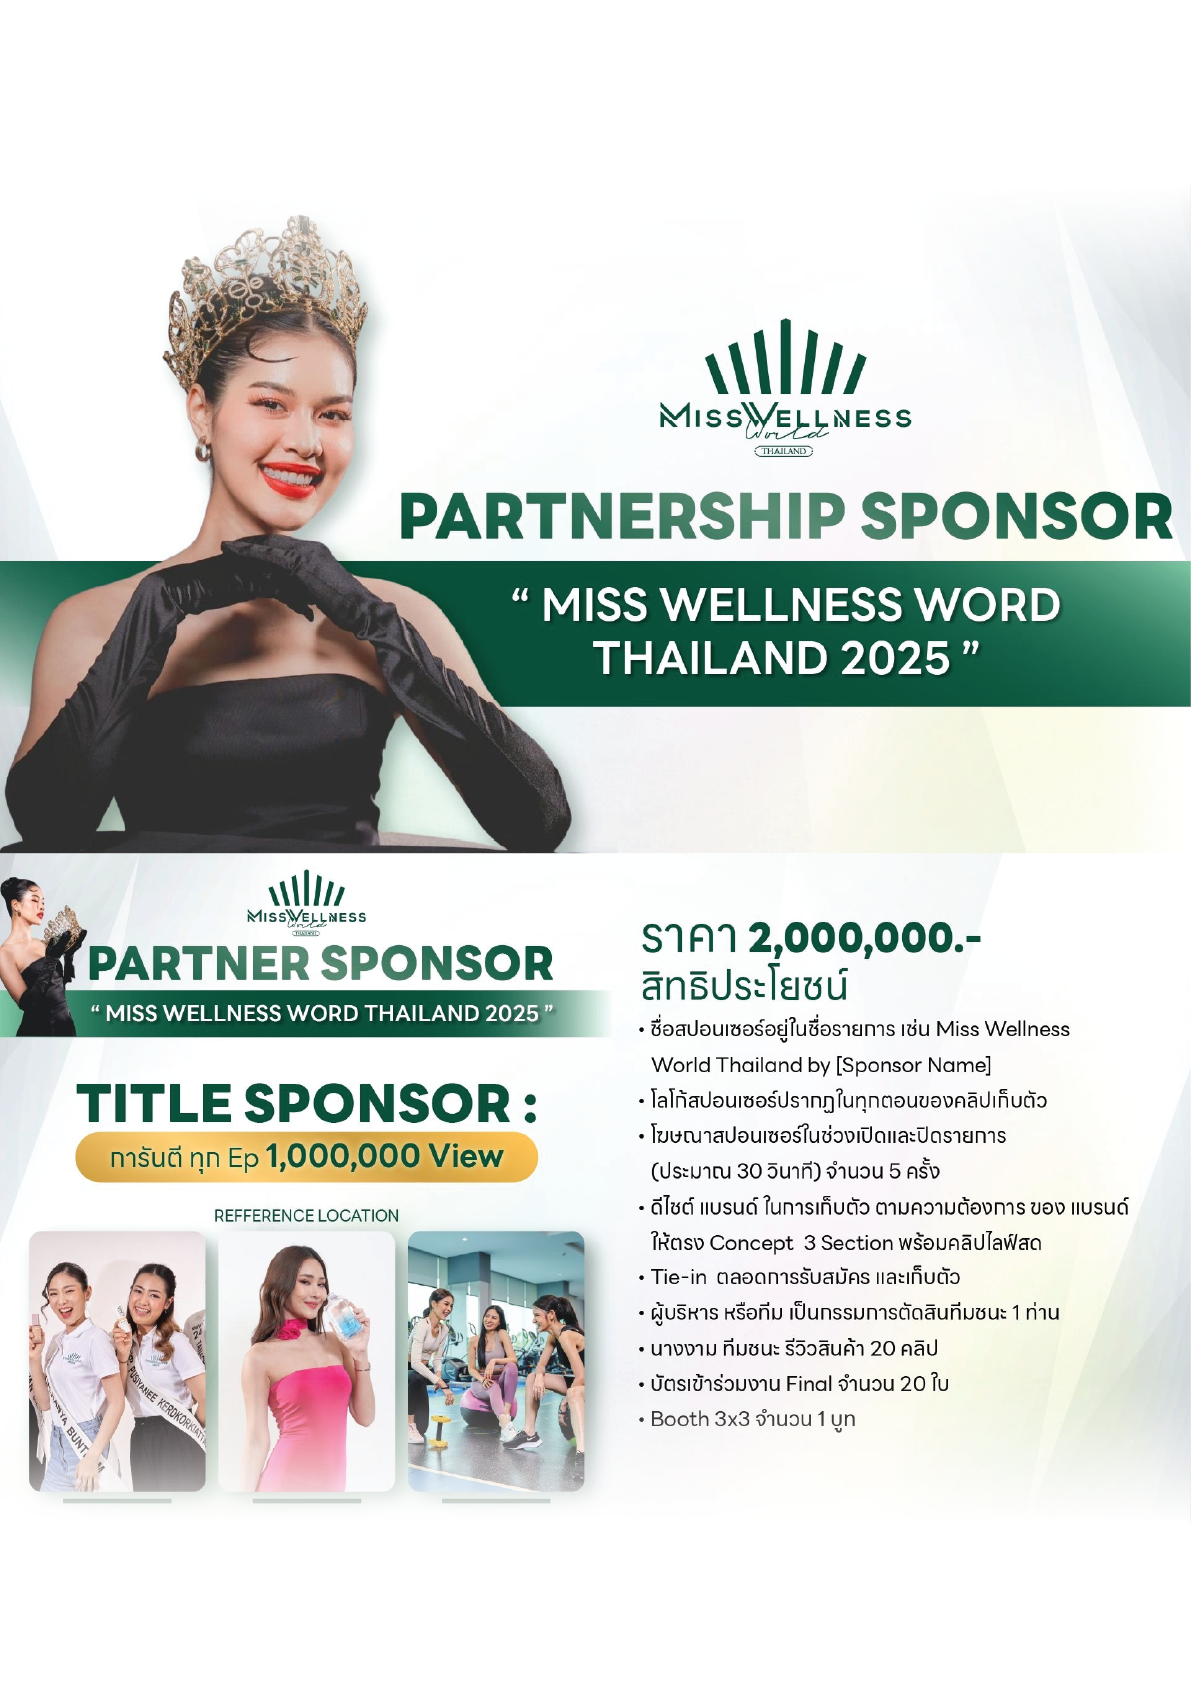 MISSWELLNESS
World
THAILAND
PARTNERSHIP SPONSOR
“ MISS WELLNESS WORD
THAILAND 2025 ”
MISSWELLNESS
World
THAILAND
PARTNER SPONSOR
“ MISS WELLNESS WORD THAILAND 2025 ”
TITLE SPONSOR :
การันตี ทุก Ep 1,000,000 View
REFFERENCE LOCATION
PUSIYANEE KERDKORKIATT
BUNT
ราคา 2,000,000.-
สิทธิประโยชน์
• ชื่อสปอนเซอร์อยู่ในชื่อรายการ เช่น Miss Wellness
World Thailand by [Sponsor Name]
• โลโก้สปอนเซอร์ปรากฏในทุกตอนของคลิปเก็บตัว
• โฆษณาสปอนเซอร์ในช่วงเปิดและปิดรายการ
(ประมาณ 30 วินาที) จำนวน 5 ครั้ง
• ดีไซต์ แบรนด์ ในการเก็บตัว ตามความต้องการ ของ แบรนด์
ให้ตรง Concept 3 Section พร้อมคลิปไลฟ์สด
• Tie-in ตลอดการรับสมัคร และเก็บตัว
• ผู้บริหาร หรือทีม เป็นกรรมการตัดสินทีมชนะ 1 ท่าน
• นางงาม ทีมชนะ รีวิวสินค้า 20 คลิป
• บัตรเข้าร่วมงาน Final จำนวน 20 ใบ
• Booth 3x3 จำนวน 1 บูท